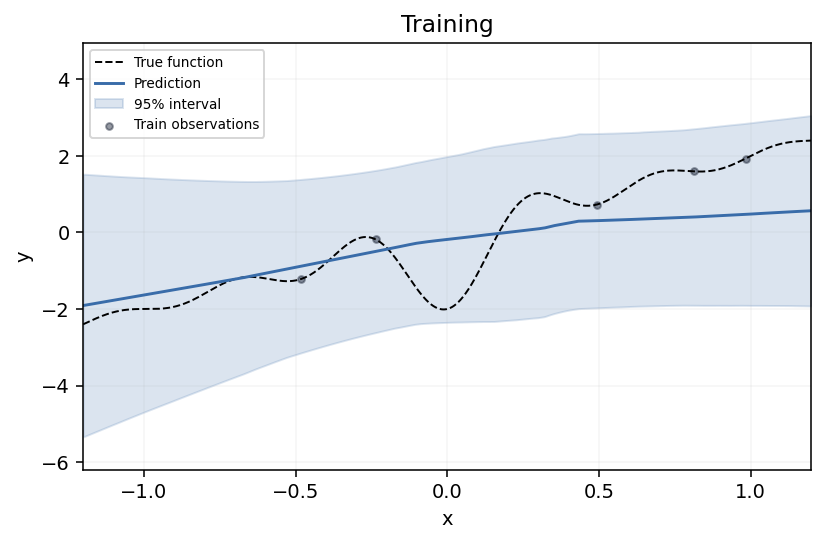 Training
True function
Prediction
95% interval
Train observations
y
4
2
0
−2
−4
−6
−1.0 −0.5 0.0 0.5 1.0
x